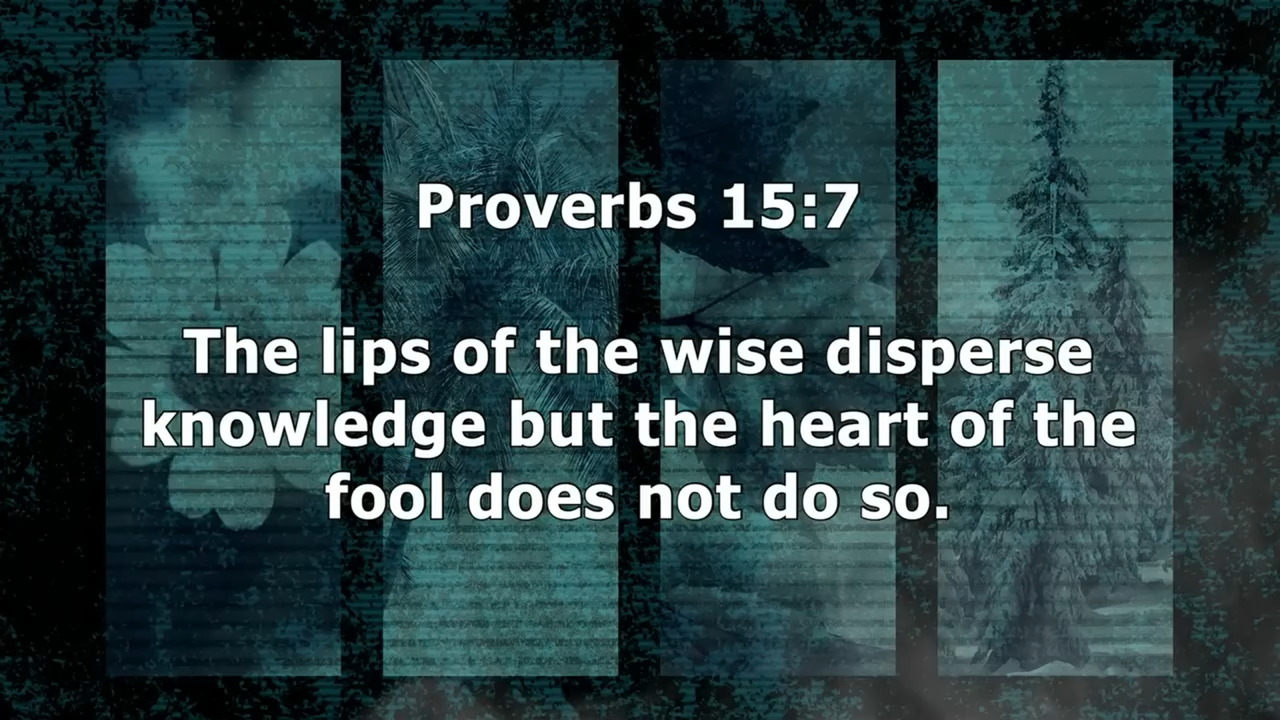 Proverbs 15:7
The lips of the wise disperse
knowledge but the heart of the
fool does not do so.